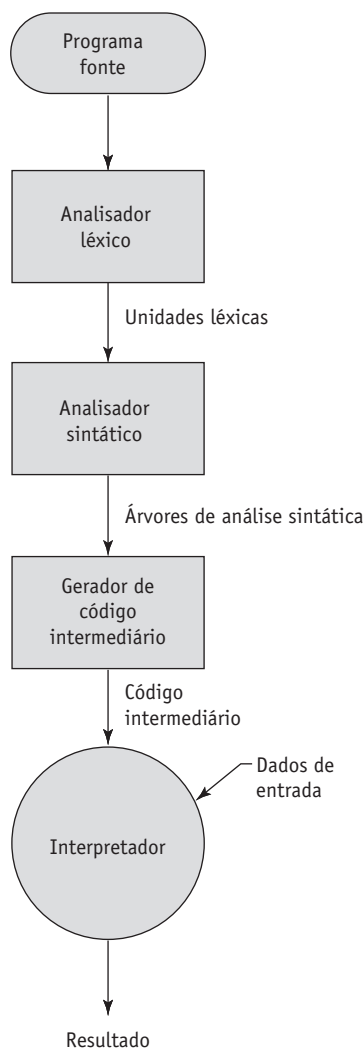 Programa
fonte
Analisador
léxico
Unidades léxicas
Analisador
sintático
Árvores de análise sintática
Gerador de
código
intermediário
Código
intermediário
Dados de
entrada
Interpretador
Resultado